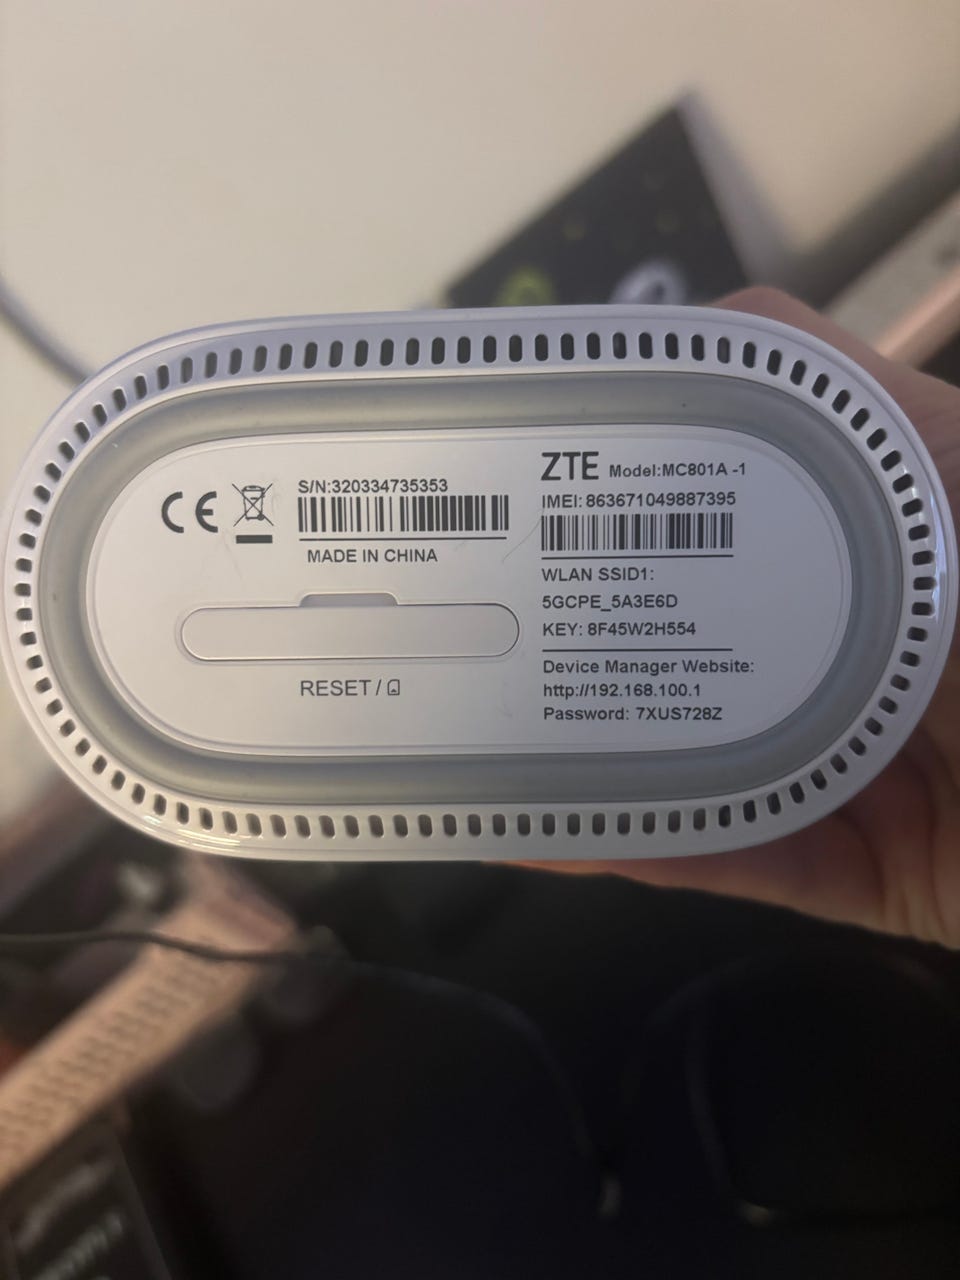 S/N:320334735353
MADE IN CHINA
RESET /
ZTE Model:MC801A -1
IMEI: 863671049887395
WLAN SSID1:
5GCPE_5A3E6D
KEY: 8F45W2H554
Device Manager Website:
http://192.168.100.1
Password: 7XUS728Z